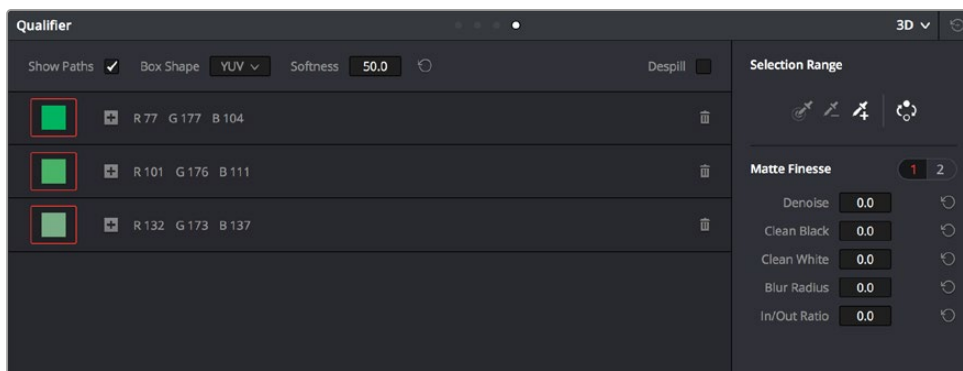 Qualifier 3D
Show Paths Box Shape YUV Softness 50.0 Despill
R 77 G 177 B 104
R 101 G 176 B 111
R 132 G 173 B 137
Selection Range
Matte Finesse 1 2
Denoise 0.0
Clean Black 0.0
Clean White 0.0
Blur Radius 0.0
In/Out Ratio 0.0